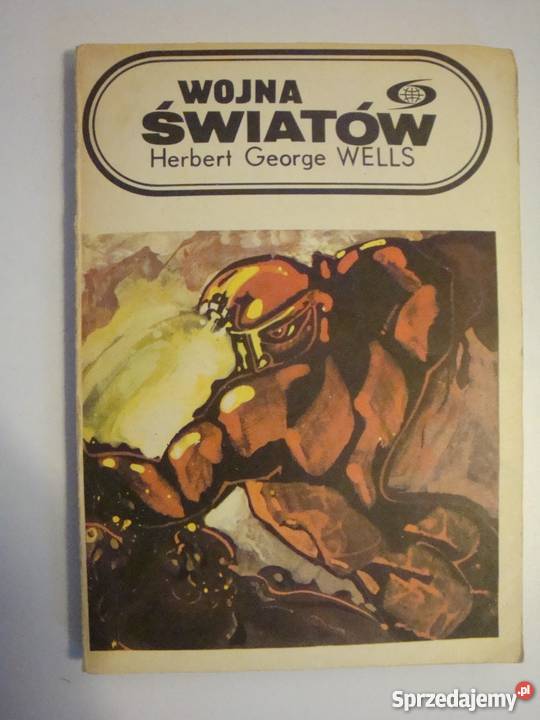 WOJNA
ŚWIATÓW
Herbert George WELLS
Sprzedajemy.pl